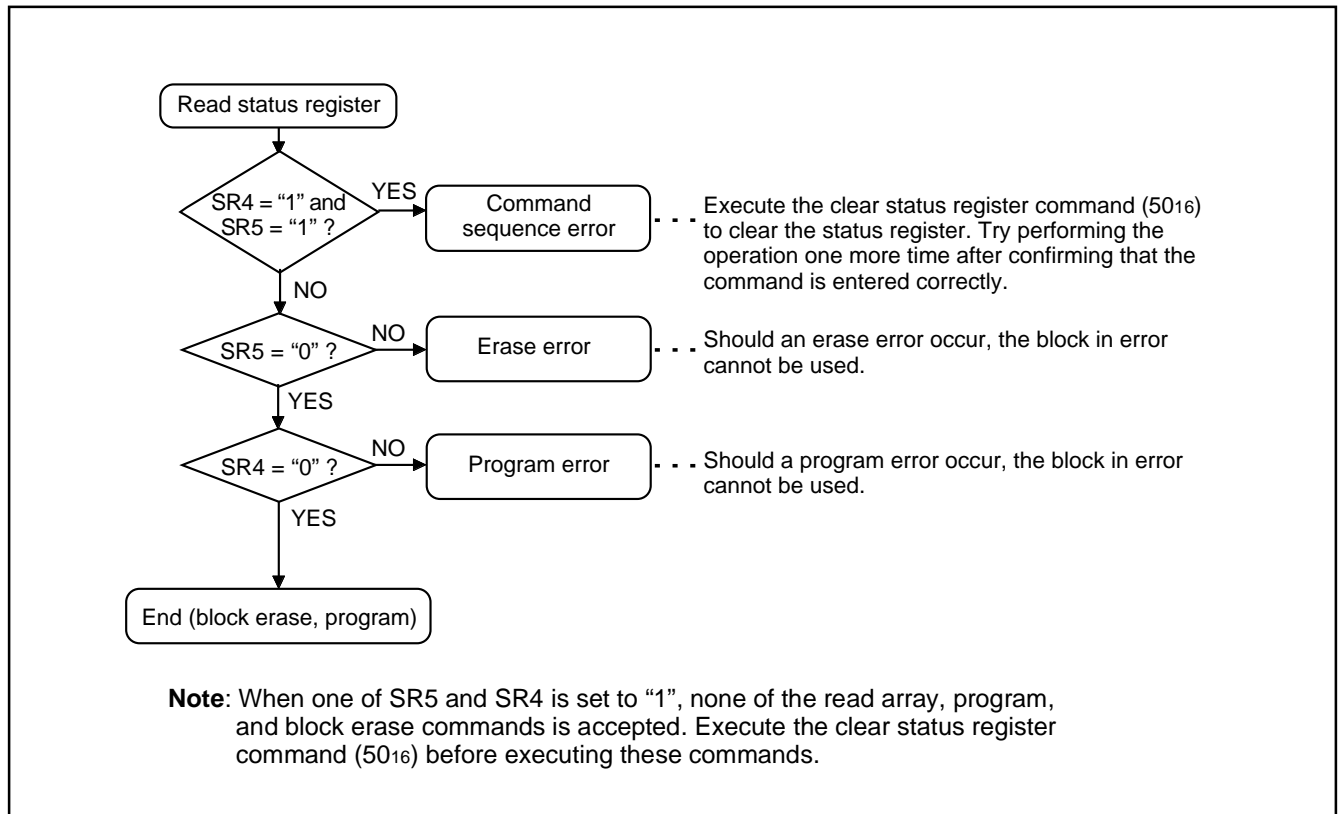 Read status register
SR4 = “1” and
SR5 = “1” ?
YES
Command
sequence error
Execute the clear status register command (5016)
to clear the status register. Try performing the
operation one more time after confirming that the
command is entered correctly.
NO
SR5 = “0” ?
NO
Erase error
Should an erase error occur, the block in error
cannot be used.
YES
SR4 = “0” ?
NO
Program error
Should a program error occur, the block in error
cannot be used.
YES
End (block erase, program)
Note: When one of SR5 and SR4 is set to “1”, none of the read array, program,
and block erase commands is accepted. Execute the clear status register
command (5016) before executing these commands.